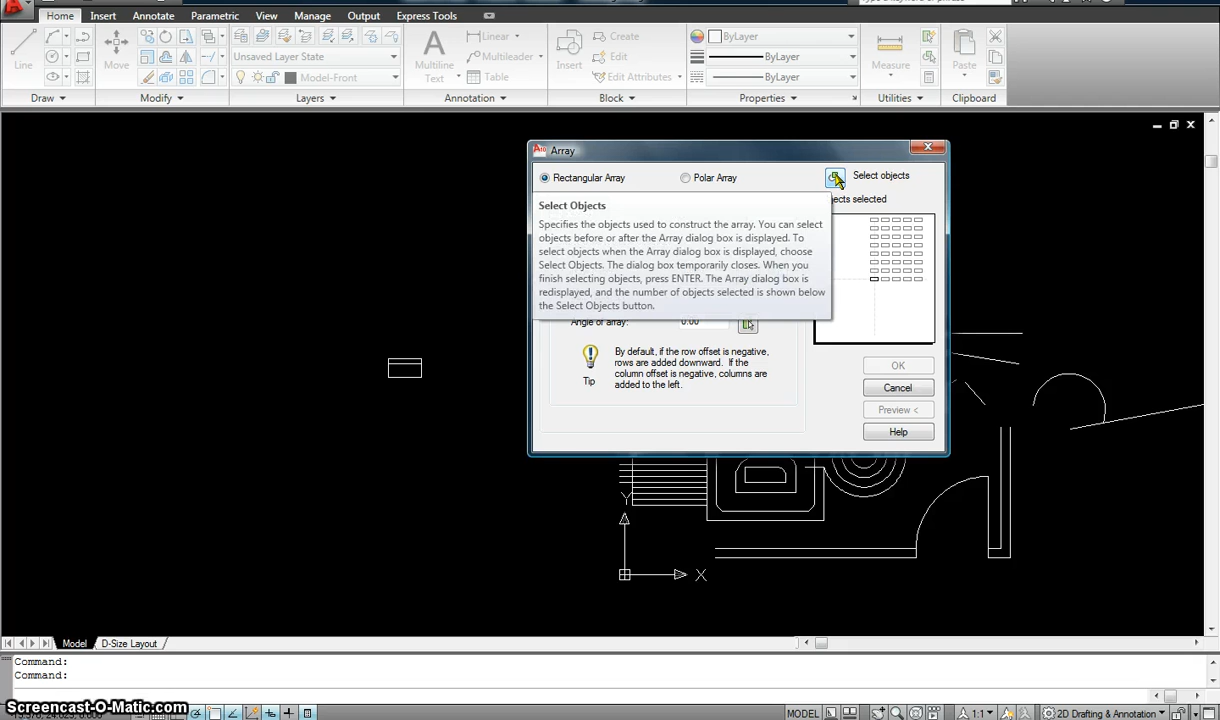 Home Insert Annotate Parametric View Manage Output Express Tools
Line
Move
Unsaved Layer State
Model-Front
A
Multiline
Text
Linear
Multileader
Table
Insert
Create
Edit
Edit Attributes
ByLayer
ByLayer
ByLayer
Measure
Paste
Draw Modify Layers Annotation Block Properties Utilities Clipboard
Array
Rectangular Array Polar Array Select objects
Select Objects
Specifies the objects used to construct the array. You can select
objects before or after the Array dialog box is displayed. To
select objects when the Array dialog box is displayed, choose
Select Objects. The dialog box temporarily closes. When you
finish selecting objects, press ENTER. The Array dialog box is
redisplayed, and the number of objects selected is shown below
the Select Objects button.
selected
Angle of array: 0.00
Tip
By default, if the row offset is negative,
rows are added downward. If the
column offset is negative, columns are
added to the left.
OK
Cancel
Preview <
Help
Y
X
Model D-Size Layout
Command:
Command:
Screencast-O-Matic.com
MODEL 1:1 2D Drafting & Annotation